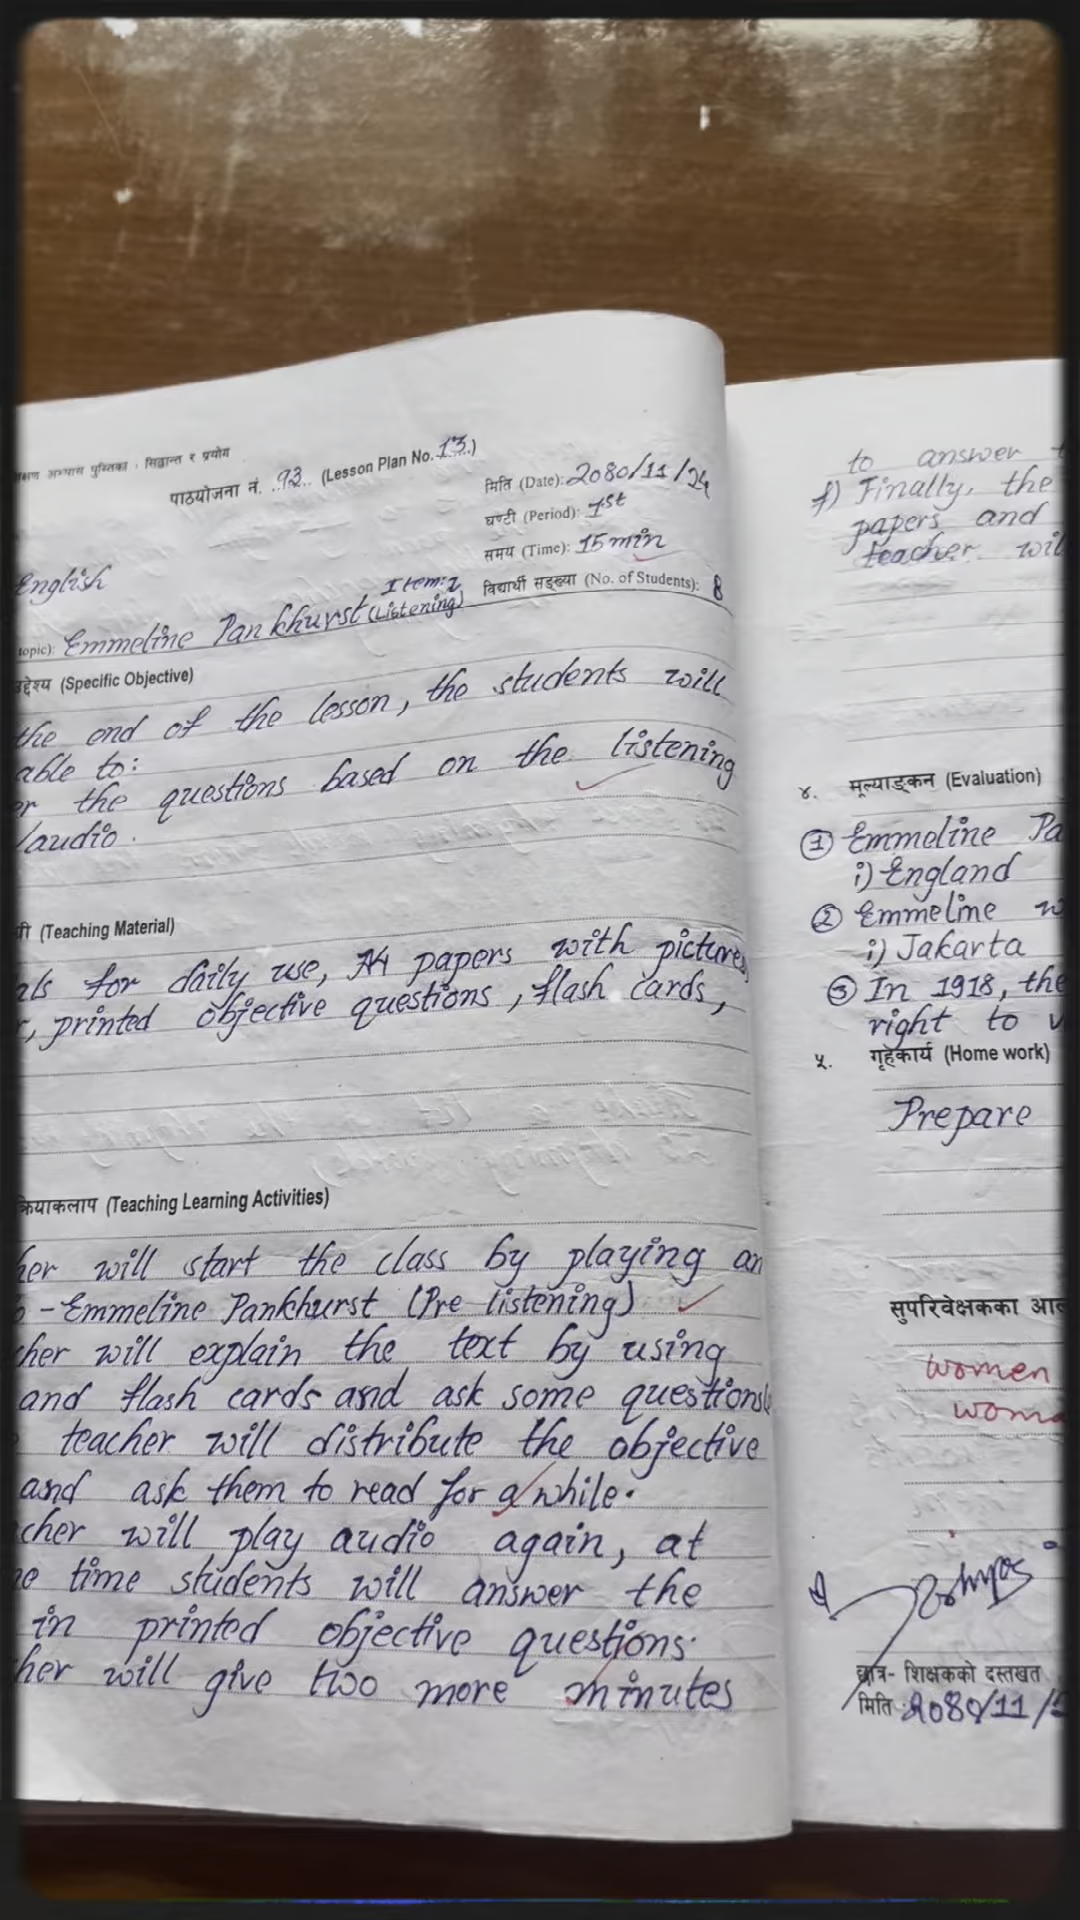 शिक्षण अभ्यास पुस्तिका : सिद्धान्त र प्रयोग
पाठयोजना नं. ..१३.. (Lesson Plan No. 13.)
मिति (Date): 2080/11/24
घण्टी (Period): 1st
समय (Time): 15 min
English
Item: 2
विद्यार्थी सङ्ख्या (No. of Students): 8
topic): Emmeline Pankhurst (Listening)
उद्देश्य (Specific Objective)
the end of the lesson, the students will
able to:
er the questions based on the listening
/audio.
(Teaching Material)
als for daily use, A4 papers with pictures,
r, printed objective questions, flash cards,
क्रियाकलाप (Teaching Learning Activities)
her will start the class by playing an
- Emmeline Pankhurst (Pre listening)
cher will explain the text by using
and flash cards and ask some questions
teacher will distribute the objective
and ask them to read for a while.
cher will play audio again, at
e time students will answer the
in printed objective questions.
her will give two more minutes
to answer t
f) Finally, the
papers and
teacher wil
४. मूल्याङ्कन (Evaluation)
① Emmeline Pa
i) England
② Emmeline w
i) Jakarta
③ In 1918, the
right to v
५. गृहकार्य (Home work)
Prepare
सुपरिवेक्षकका
women
woma
छात्र- शिक्षकको दस्तखत
मिति 2080/11/